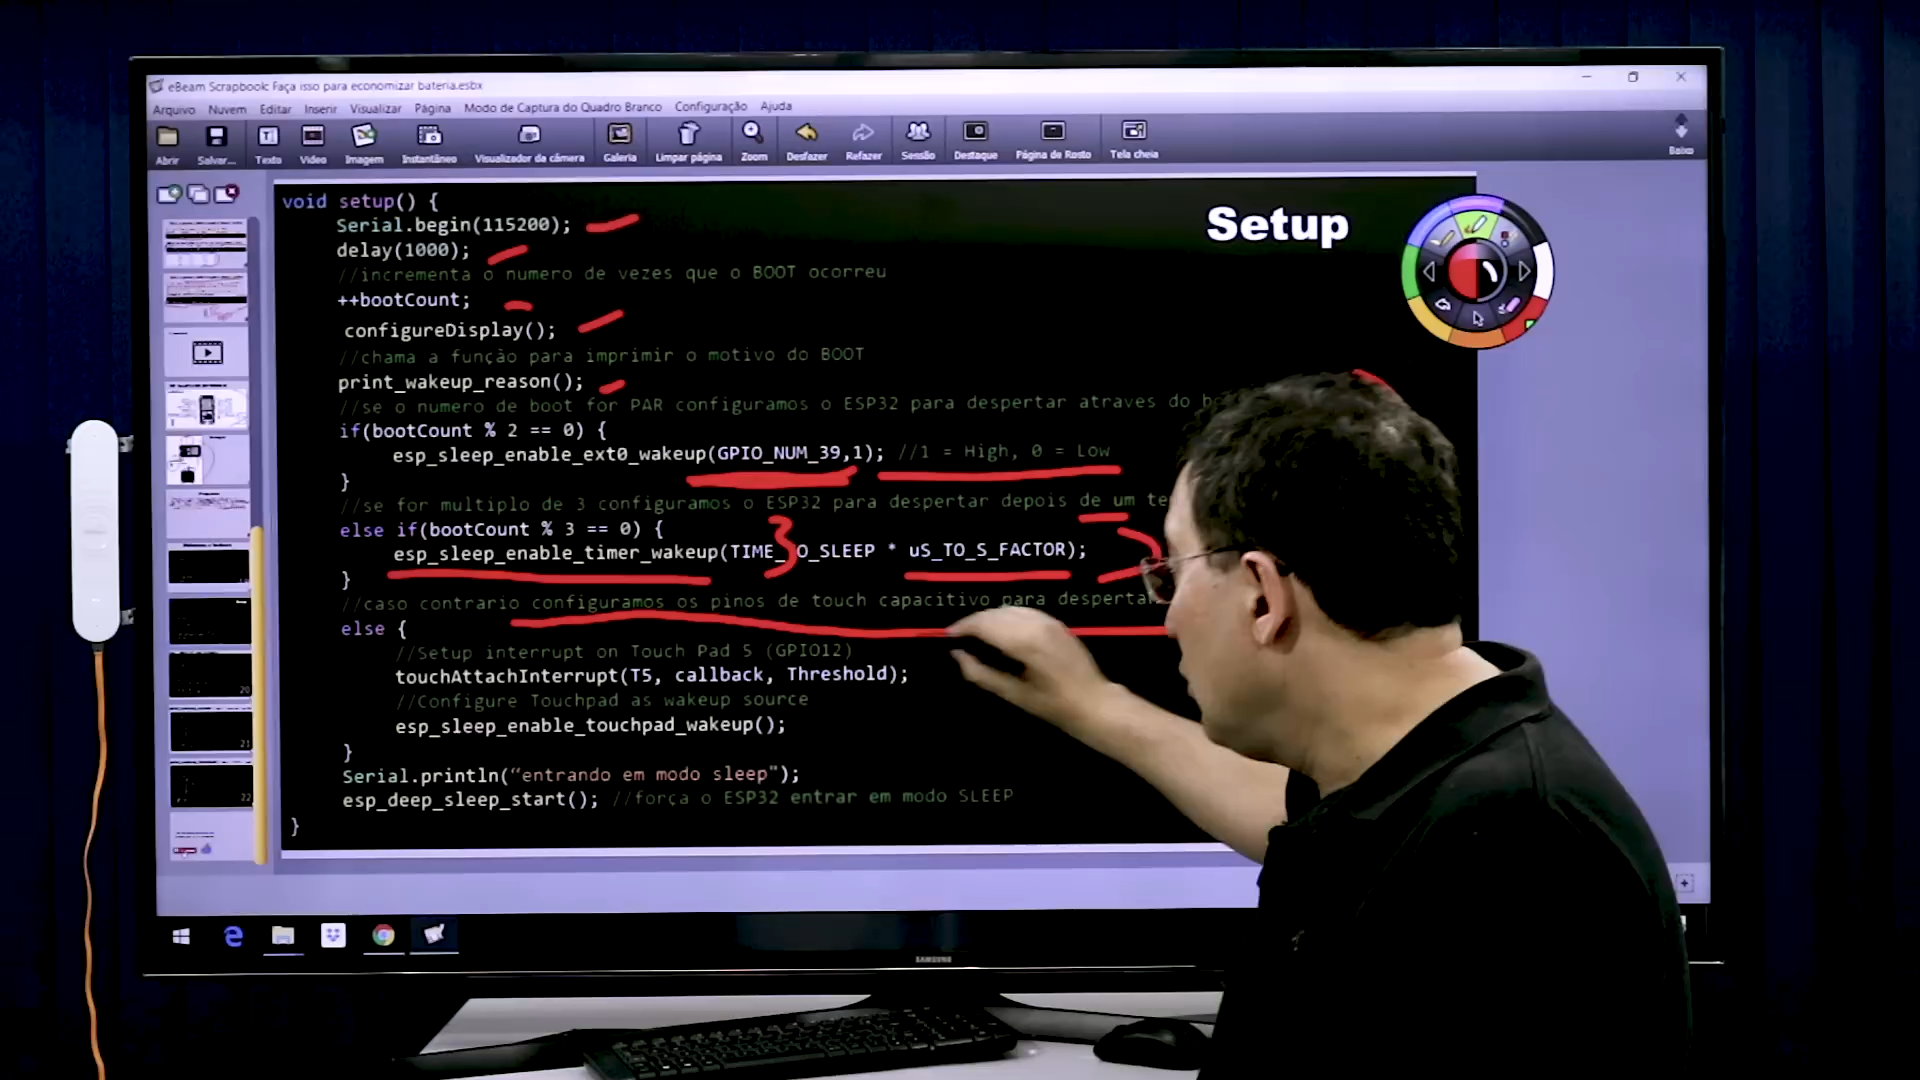 eBeam Scrapbook: Faça isso para economizar bateria.esbx
Arquivo Nuvem Editar Inserir Visualizar Página Modo de Captura do Quadro Branco Configuração Ajuda
Abrir Salvar... Texto Vídeo Imagem Instantâneo Visualizador da câmera Galeria Limpar página Zoom Desfazer Refazer Sessão Destaque Página de Rosto Tela cheia Baixo
Setup
void setup() {
Serial.begin(115200);
delay(1000);
//incrementa o numero de vezes que o BOOT ocorreu
++bootCount;
configureDisplay();
//chama a função para imprimir o motivo do BOOT
print_wakeup_reason();
//se o numero de boot for PAR configuramos o ESP32 para despertar atraves do
if(bootCount % 2 == 0) {
esp_sleep_enable_ext0_wakeup(GPIO_NUM_39,1); //1 = High, 0 = Low
}
//se for multiplo de 3 configuramos o ESP32 para despertar depois de um
else if(bootCount % 3 == 0) {
esp_sleep_enable_timer_wakeup(TIME_TO_SLEEP * uS_TO_S_FACTOR);
}
//caso contrario configuramos os pinos de touch capacitivo para despertar
else {
//Setup interrupt on Touch Pad 5 (GPIO12)
touchAttachInterrupt(T5, callback, Threshold);
//Configure Touchpad as wakeup source
esp_sleep_enable_touchpad_wakeup();
}
Serial.println(“entrando em modo sleep");
esp_deep_sleep_start(); //força o ESP32 entrar em modo SLEEP
}
3
20
21
22
SAMSUNG